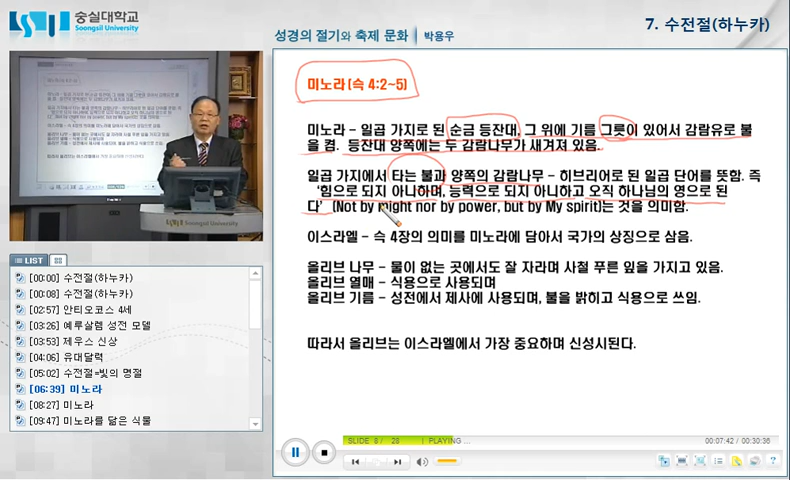 숭실대학교
Soongsil University
성경의 절기와 축제 문화 | 박용우
7. 수전절(하누카)
미노라(슥 4:2~5)
미노라 – 일곱 가지로 된 순금 등잔대, 그 위에 기름 그릇이 있어서 감람유로 불
을 켬. 등잔대 양쪽에는 두 감람나무가 새겨져 있음.
일곱 가지에서 타는 불과 양쪽의 감람나무 – 히브리어로 된 일곱 단어를 뜻함. 즉
'힘으로 되지 아니하며, 능력으로 되지 아니하고 오직 하나님의 영으로 된
다' (Not by might nor by power, but by My spirit)는 것을 의미함.
이스라엘 – 슥 4장의 의미를 미노라에 담아서 국가의 상징으로 삼음.
올리브 나무 – 물이 없는 곳에서도 잘 자라며 사철 푸른 잎을 가지고 있음.
올리브 열매 – 식용으로 사용되며
올리브 기름 – 성전에서 제사에 사용되며, 불을 밝히고 식용으로 쓰임.
따라서 올리브는 이스라엘에서 가장 중요하며 신성시된다.
Soongsil University
LIST
[00:00] 수전절(하누카)
[00:08] 수전절(하누카)
[02:57] 안티오코스 4세
[03:26] 예루살렘 성전 모델
[03:53] 제우스 신상
[04:06] 유대달력
[05:02] 수전절=빛의 명절
[06:39] 미노라
[08:27] 미노라
[09:47] 미노라를 닮은 식물
SLIDE 8 / 28 | PLAYING ...
00:07:42 / 00:30:36